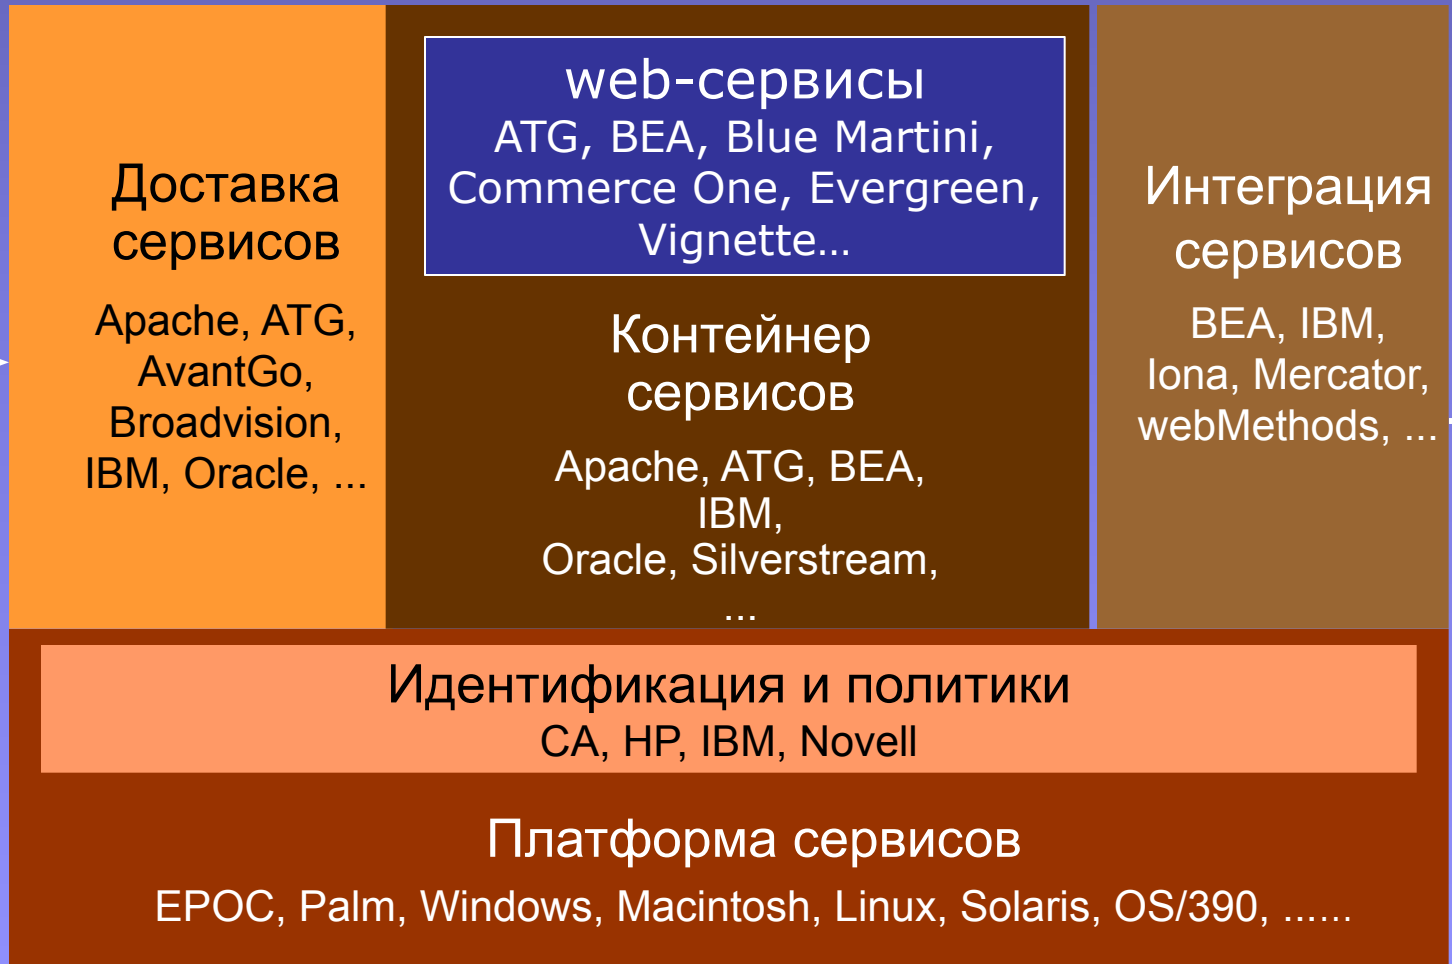 Доставка
сервисов
Apache, ATG,
AvantGo,
Broadvision,
IBM, Oracle, ...
web-сервисы
ATG, BEA, Blue Martini,
Commerce One, Evergreen,
Vignette…
Контейнер
сервисов
Apache, ATG, BEA,
IBM,
Oracle, Silverstream,
...
Интеграция
сервисов
BEA, IBM,
Iona, Mercator,
webMethods, ...
Идентификация и политики
CA, HP, IBM, Novell
Платформа сервисов
EPOC, Palm, Windows, Macintosh, Linux, Solaris, OS/390, ...…